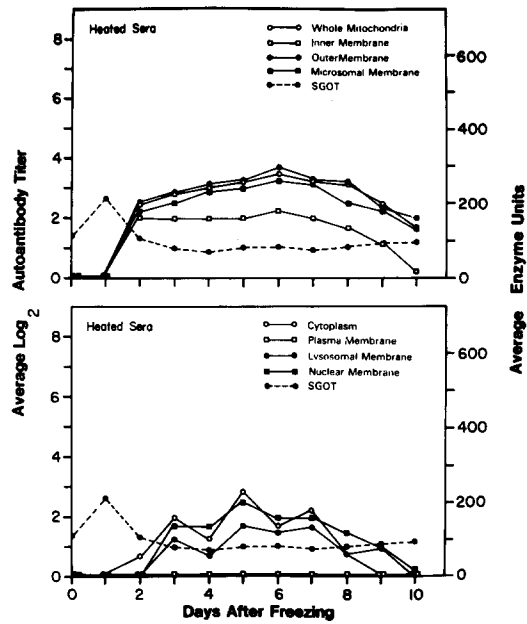 Heated Sera
Whole Mitochondria
Inner Membrane
OuterMembrane
Microsomal Membrane
SGOT
8
6
4
2
0
600
400
200
0
Heated Sera
Cytoplasm
Plasma Membrane
Lysosomal Membrane
Nuclear Membrane
SGOT
8
6
4
2
0
600
400
200
0
0 2 4 6 8 10
Days After Freezing
Average Log2 Autoantibody Titer
Average Enzyme Units